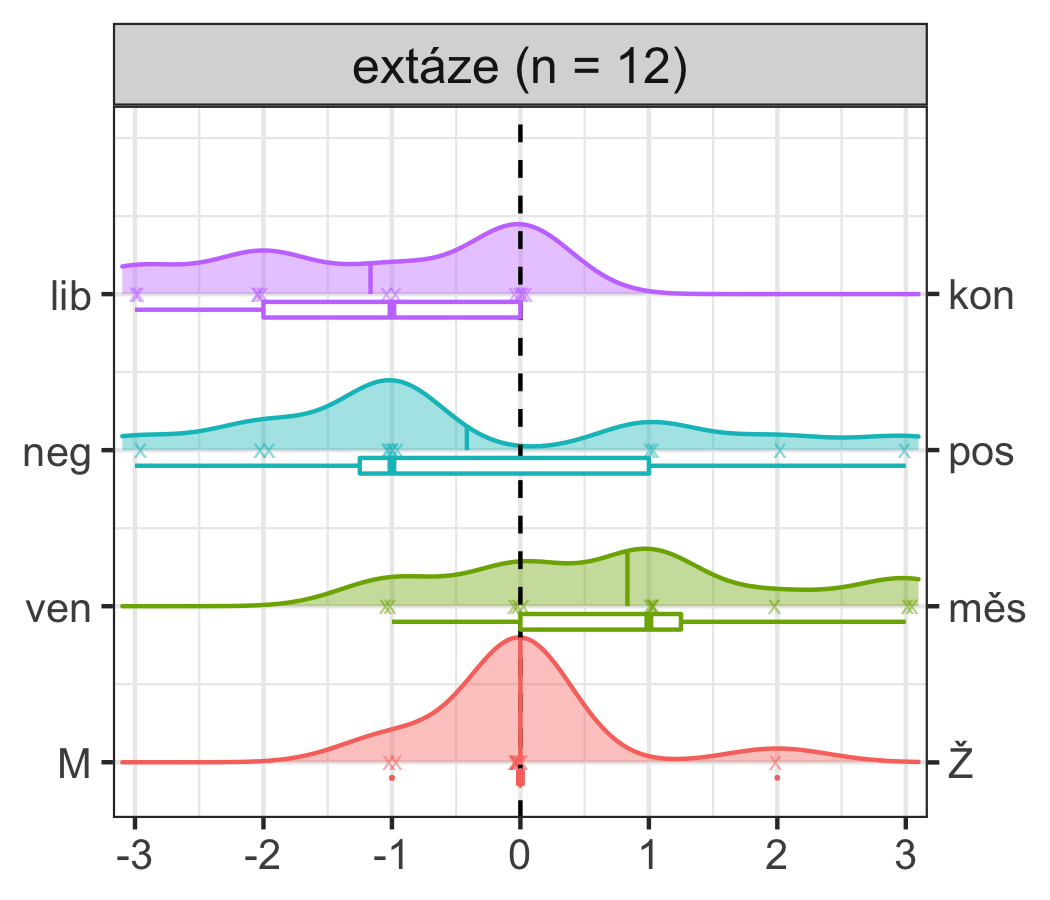 extáze (n = 12)
lib kon
neg pos
ven měs
M Ž
-3 -2 -1 0 1 2 3